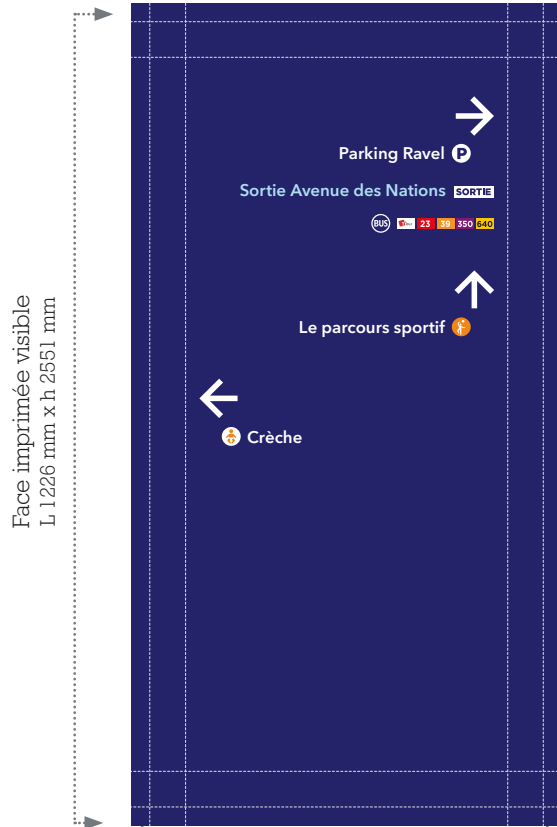 Face imprimée visible
L 1226 mm x h 2551 mm
Parking Ravel P
Sortie Avenue des Nations SORTIE
BUS 23 39 350 640
Le parcours sportif
Crèche